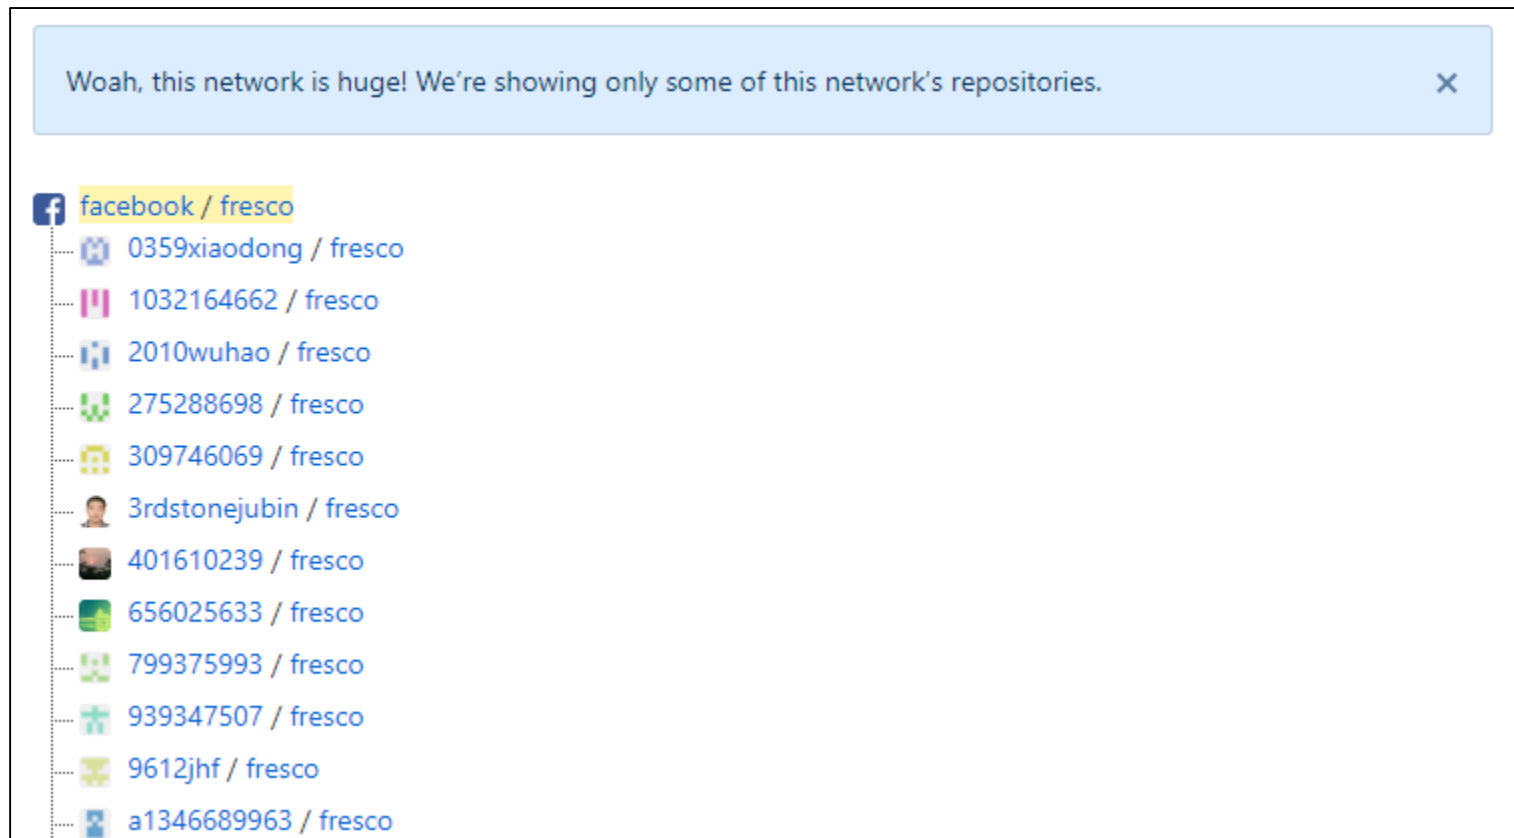 Woah, this network is huge! We’re showing only some of this network’s repositories. ×
facebook / fresco
0359xiaodong / fresco
1032164662 / fresco
2010wuhao / fresco
275288698 / fresco
309746069 / fresco
3rdstonejubin / fresco
401610239 / fresco
656025633 / fresco
799375993 / fresco
939347507 / fresco
9612jhf / fresco
a1346689963 / fresco